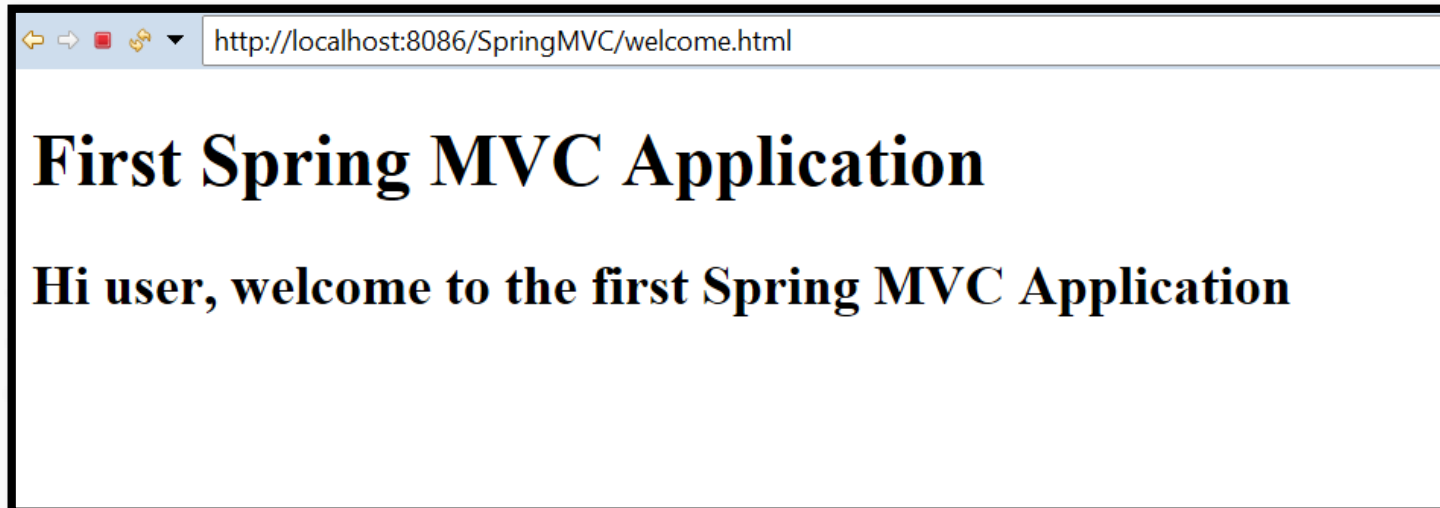 http://localhost:8086/SpringMVC/welcome.html
First Spring MVC Application
Hi user, welcome to the first Spring MVC Application